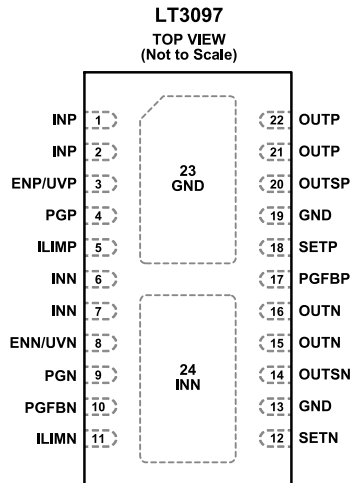 LT3097
TOP VIEW
(Not to Scale)
INP 1
INP 2
ENP/UVP 3
PGP 4
ILIMP 5
INN 6
INN 7
ENN/UVN 8
PGN 9
PGFBN 10
ILIMN 11
23
GND
24
INN
22 OUTP
21 OUTP
20 OUTSP
19 GND
18 SETP
17 PGFBP
16 OUTN
15 OUTN
14 OUTSN
13 GND
12 SETN